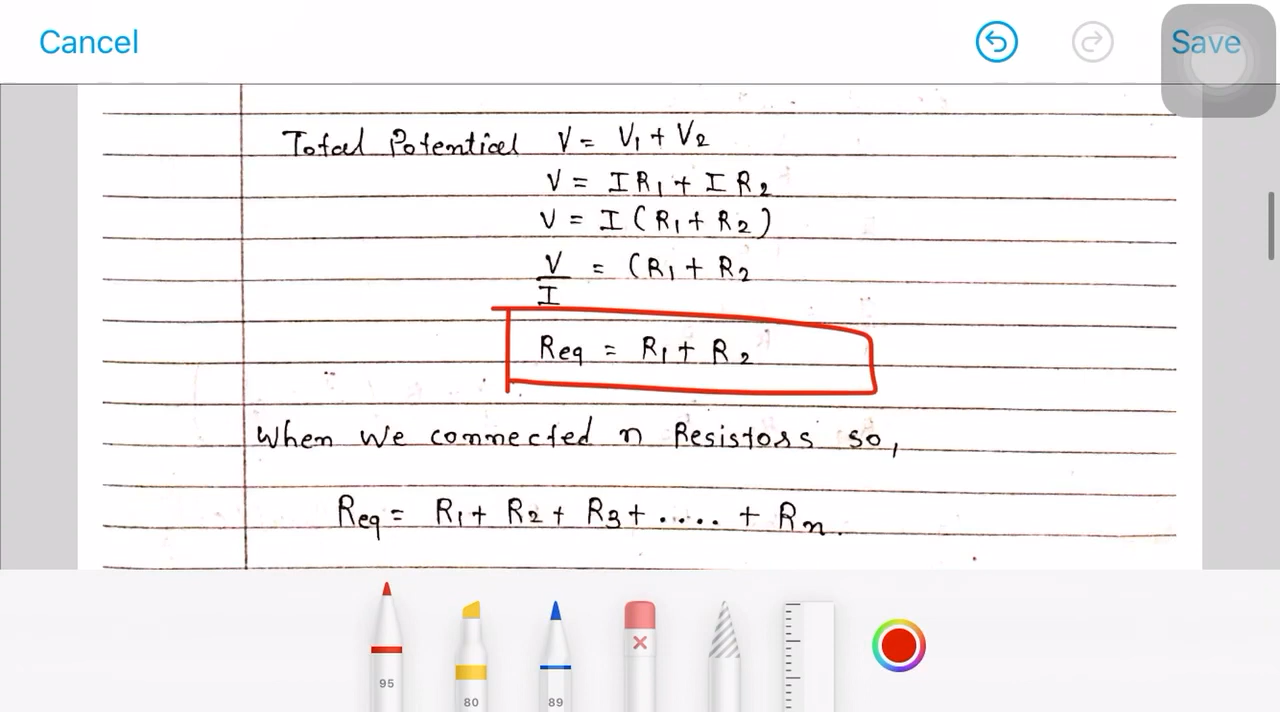 Cancel
Save
Total Potential V = V₁ + V₂
V = IR₁ + IR₂
V = I(R₁ + R₂)
V/I = (R₁ + R₂
Req = R₁ + R₂
When we connected n Resistors so,
Req = R₁ + R₂ + R₃ + ..... + Rn.
95
80
89